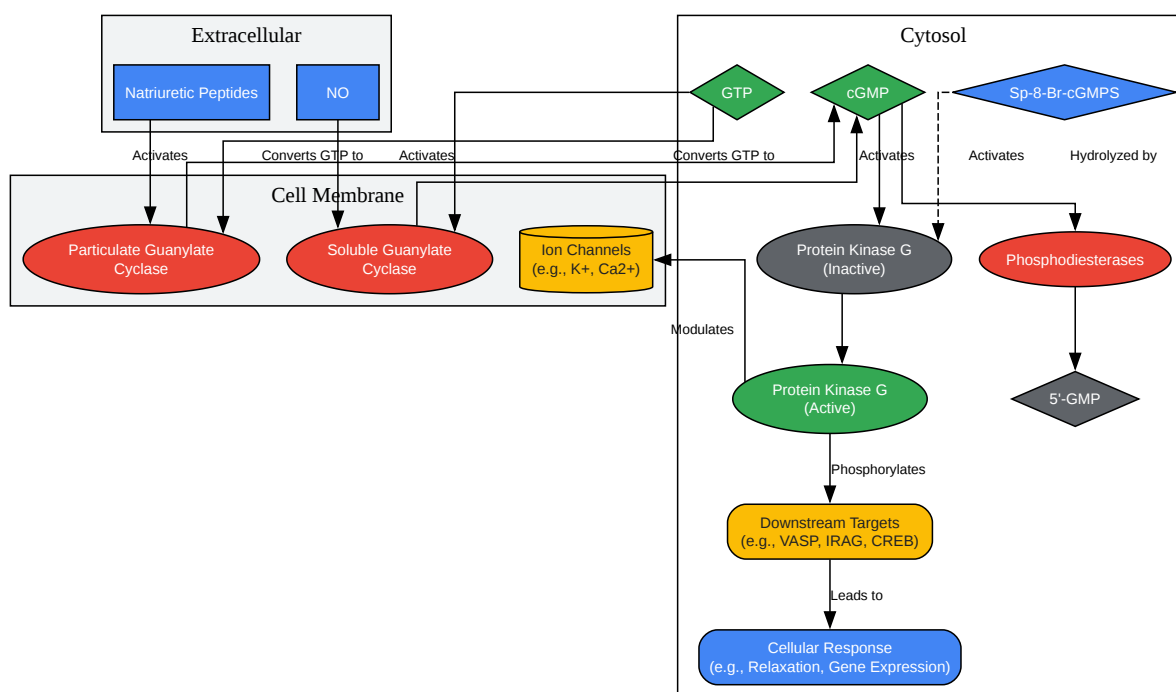 Extracellular
Cytosol
Natriuretic Peptides
NO
GTP
cGMP
Sp-8-Br-cGMPS
Activates
Converts GTP to
Activates
Converts GTP to
Activates
Activates
Hydrolyzed by
Cell Membrane
Particulate Guanylate
Cyclase
Soluble Guanylate
Cyclase
Ion Channels
(e.g., K+, Ca2+)
Protein Kinase G
(Inactive)
Phosphodiesterases
Modulates
Protein Kinase G
(Active)
5'-GMP
Phosphorylates
Downstream Targets
(e.g., VASP, IRAG, CREB)
Leads to
Cellular Response
(e.g., Relaxation, Gene Expression)